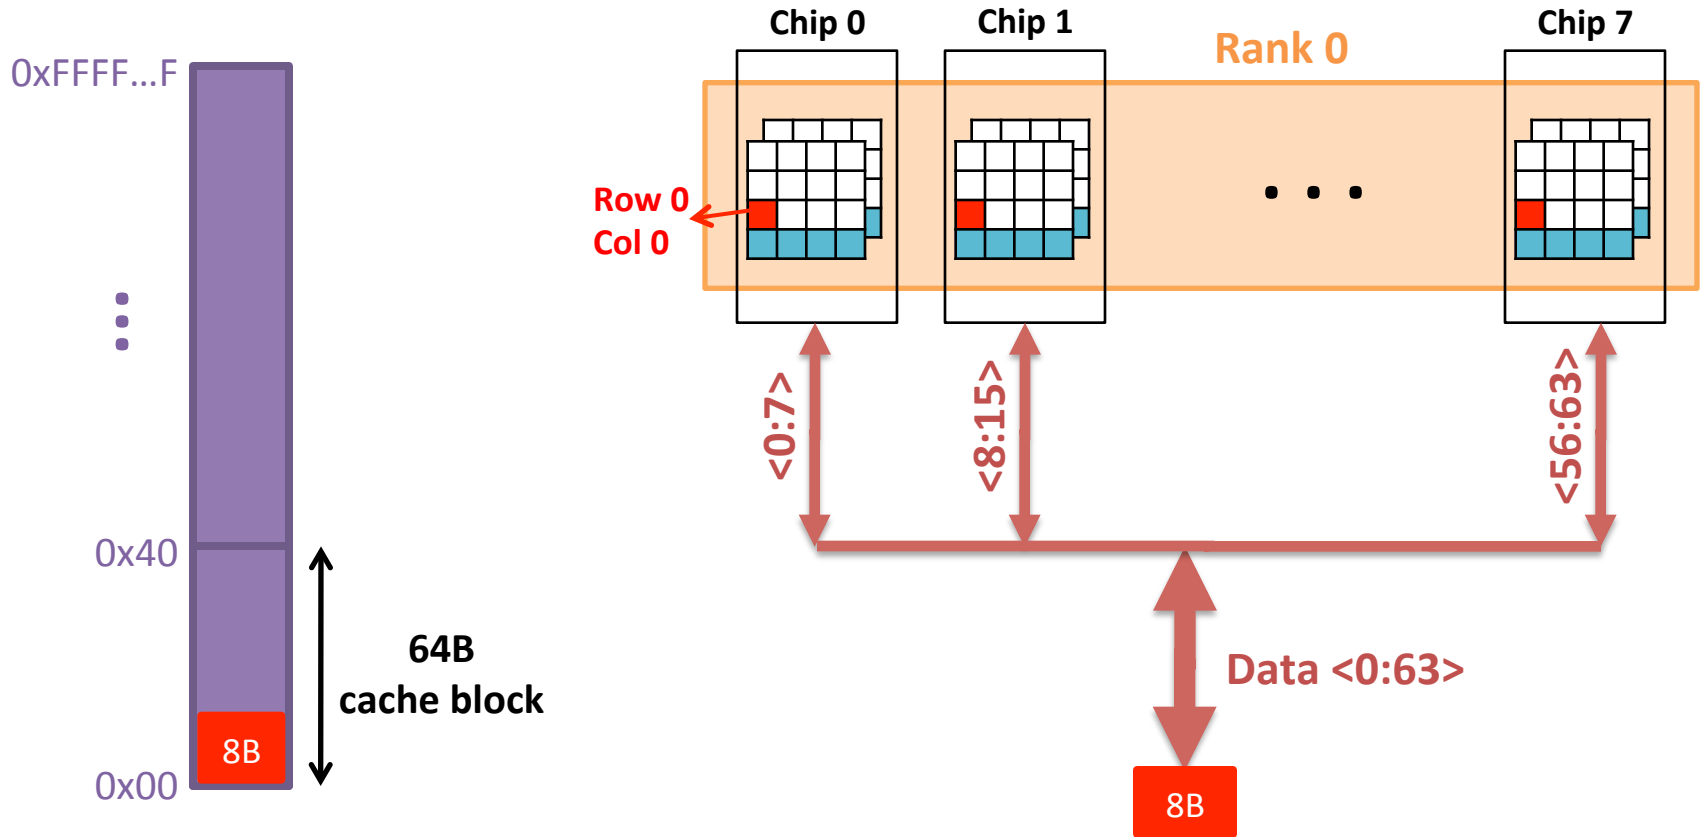 0xFFFF...F
0x40
0x00
8B
64B
cache block
Chip 0
Chip 1
Chip 7
Rank 0
Row 0
Col 0
<0:7>
<8:15>
<56:63>
Data <0:63>
8B